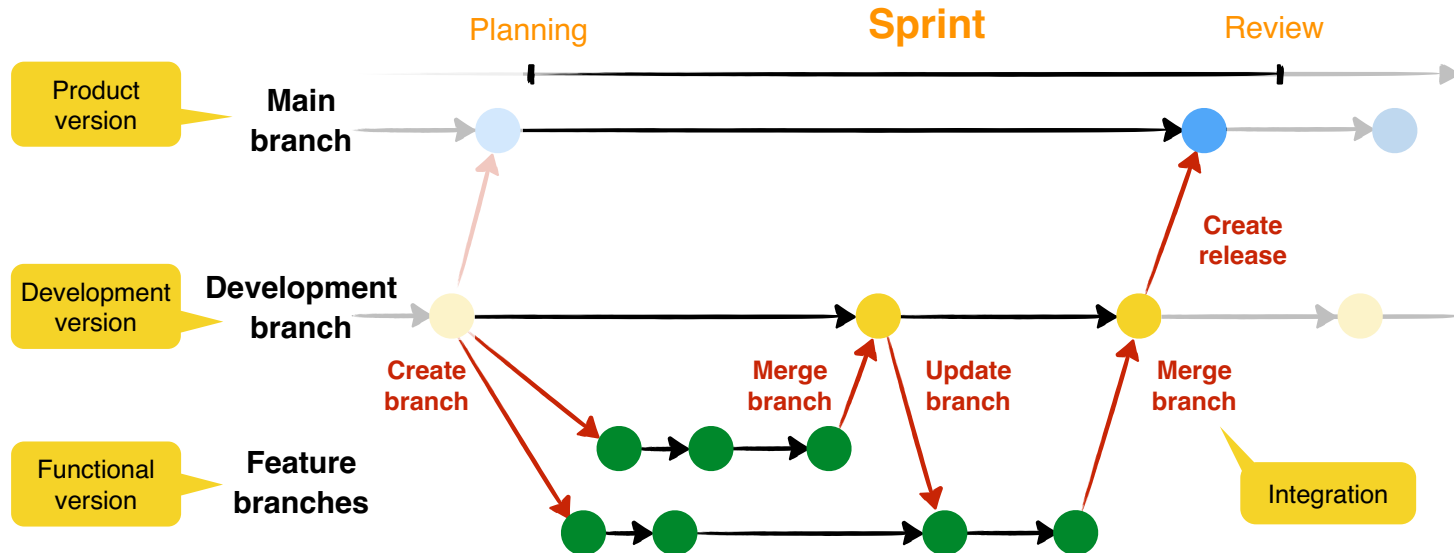 Planning
Sprint
Review
Product
version
Main
branch
Create
release
Development
version
Development
branch
Create
branch
Merge
branch
Update
branch
Merge
branch
Functional
version
Feature
branches
Integration